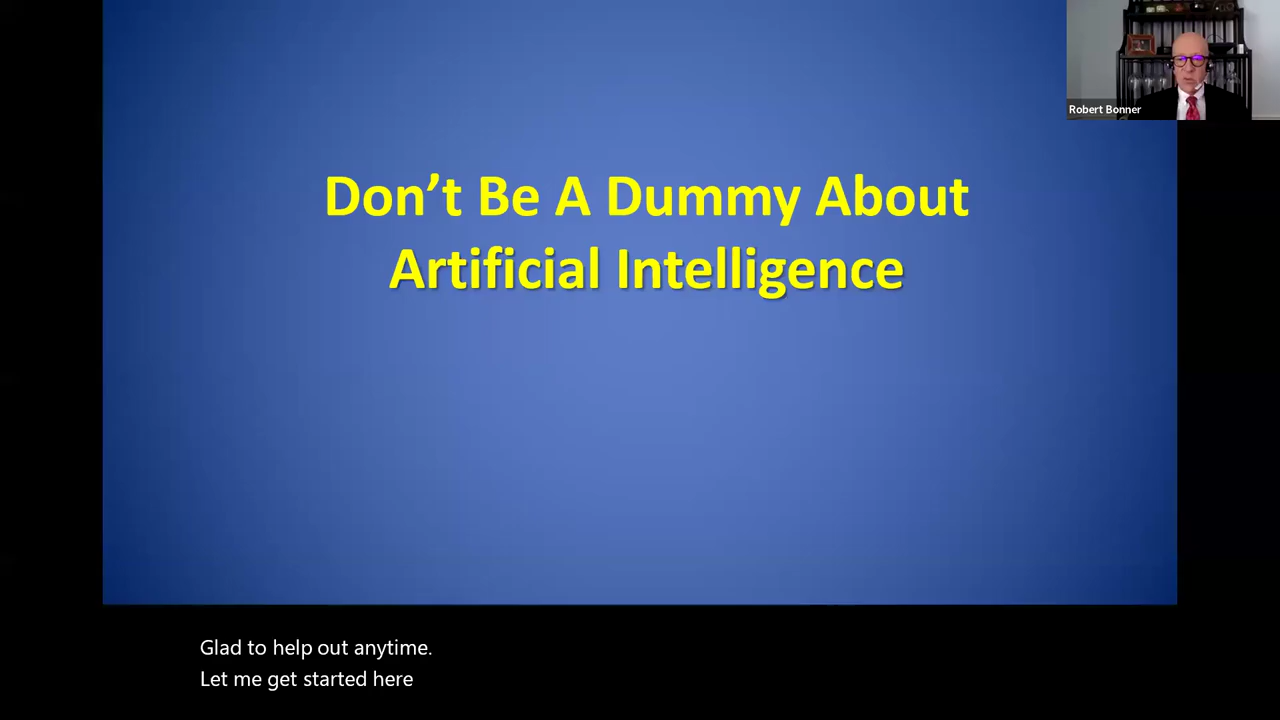 Robert Bonner
Don’t Be A Dummy About
Artificial Intelligence
Glad to help out anytime.
Let me get started here